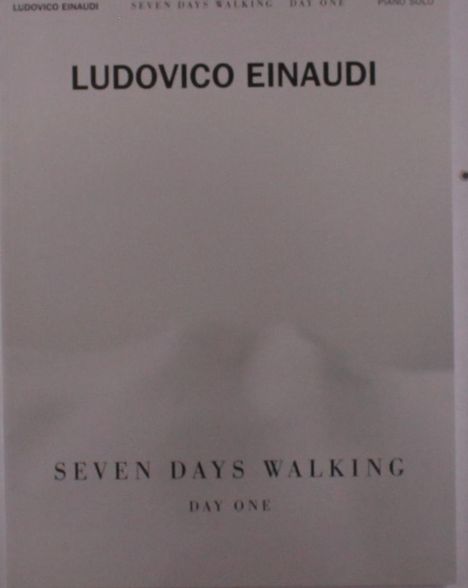 LUDOVICO EINAUDI SEVEN DAYS WALKING DAY ONE PIANO SOLO
LUDOVICO EINAUDI
SEVEN DAYS WALKING
DAY ONE